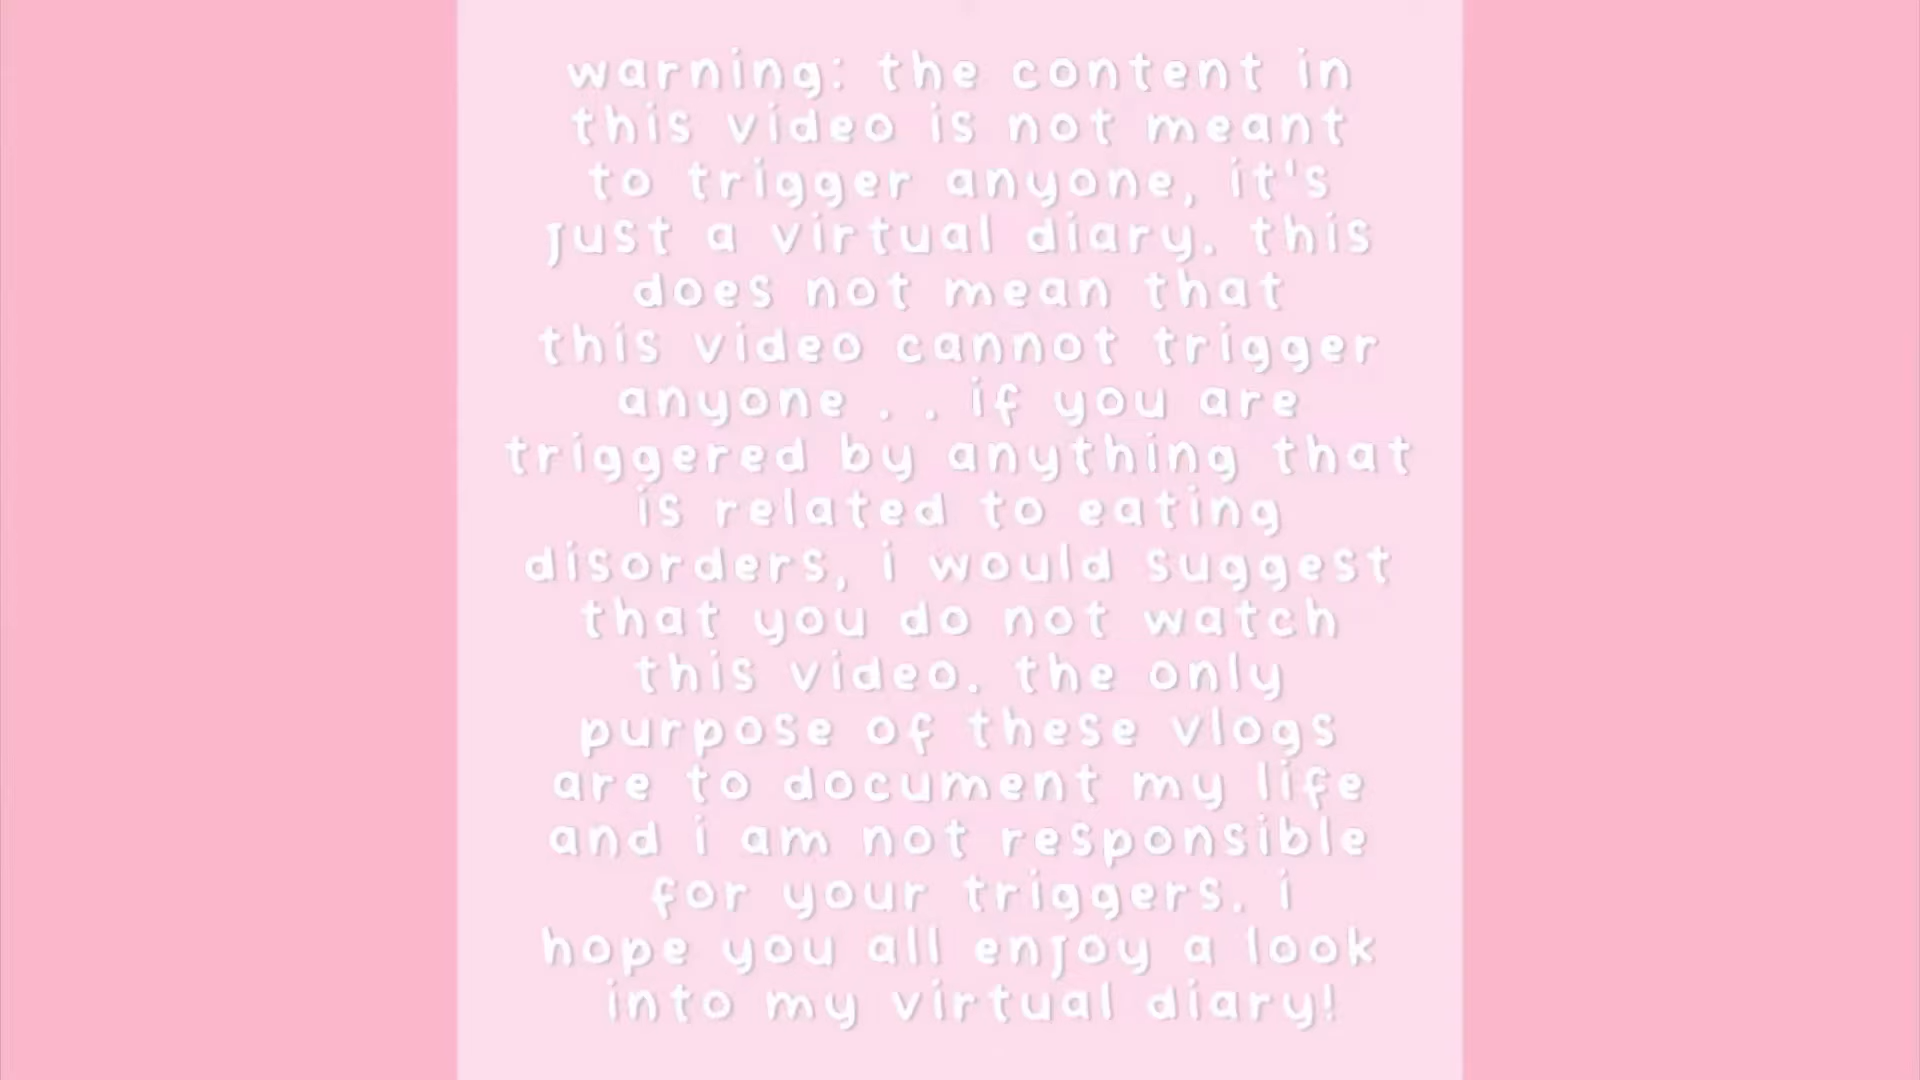 warning: the content in
this video is not meant
to trigger anyone, it's
just a virtual diary. this
does not mean that
this video cannot trigger
anyone . . if you are
triggered by anything that
is related to eating
disorders, i would suggest
that you do not watch
this video. the only
purpose of these vlogs
are to document my life
and i am not responsible
for your triggers. i
hope you all enjoy a look
into my virtual diary!